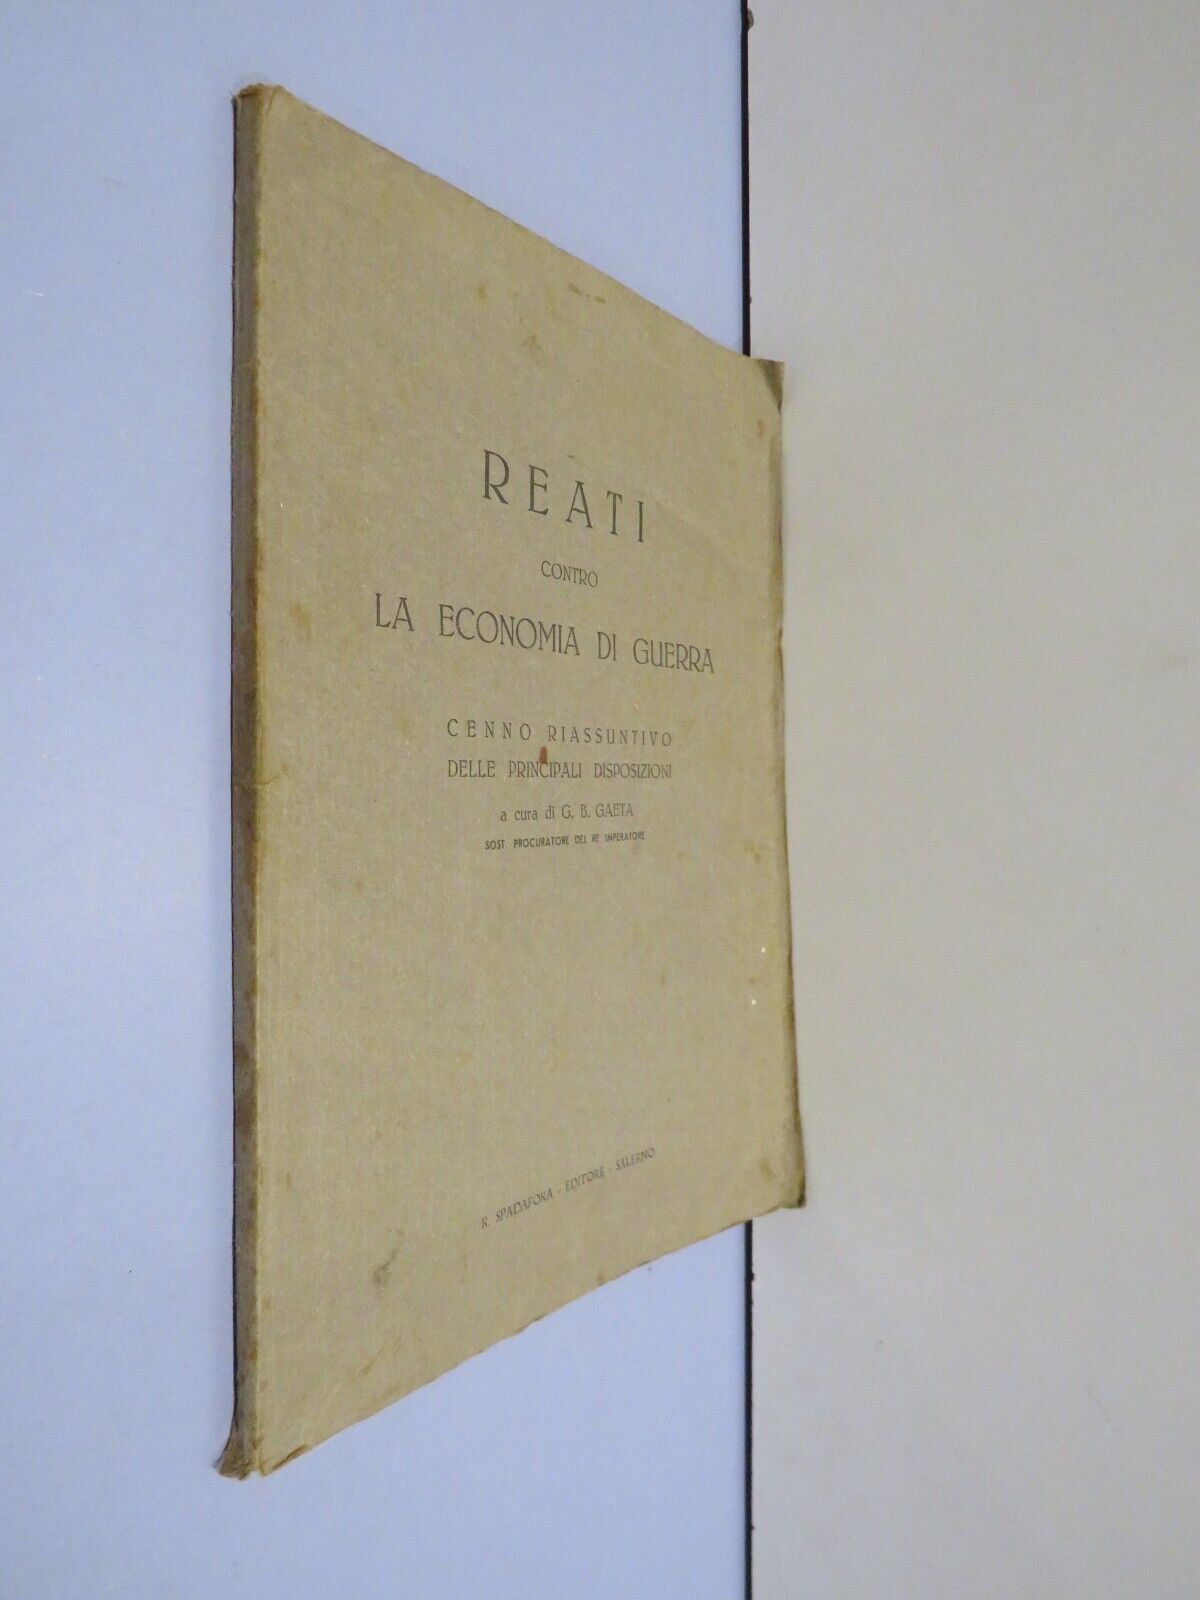 REATI
CONTRO
LA ECONOMIA DI GUERRA
CENNO RIASSUNTIVO
DELLE PRINCIPALI DISPOSIZIONI
a cura di G. B. GAETA
SOST. PROCURATORE DEL RE IMPERATORE
R. SPADAFORA - EDITORE - SALERNO